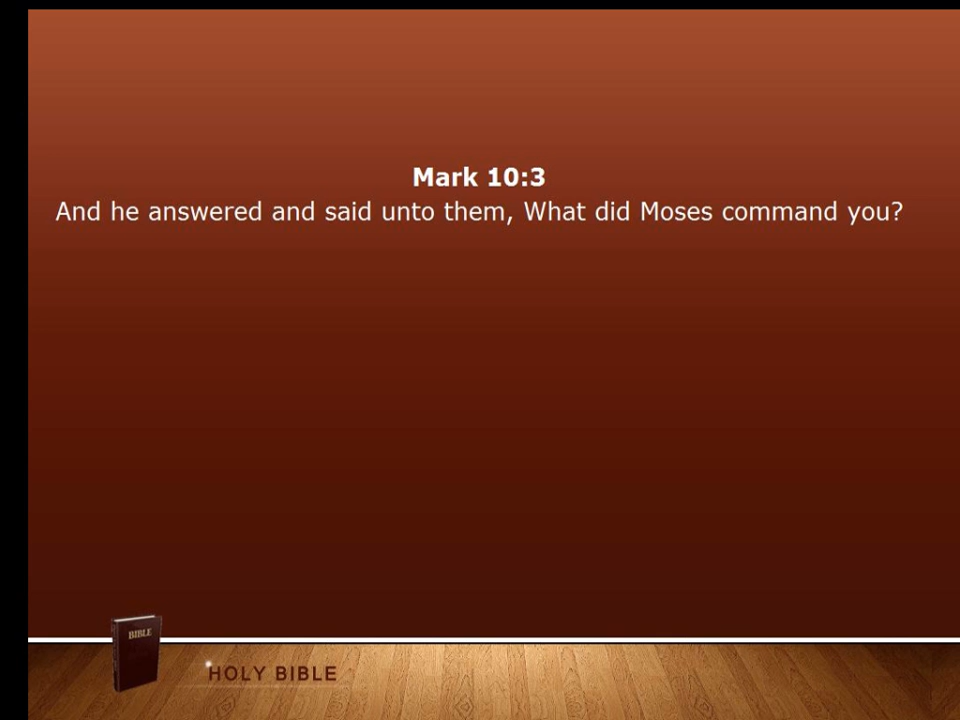 Mark 10:3
And he answered and said unto them, What did Moses command you?
BIBLE
HOLY BIBLE